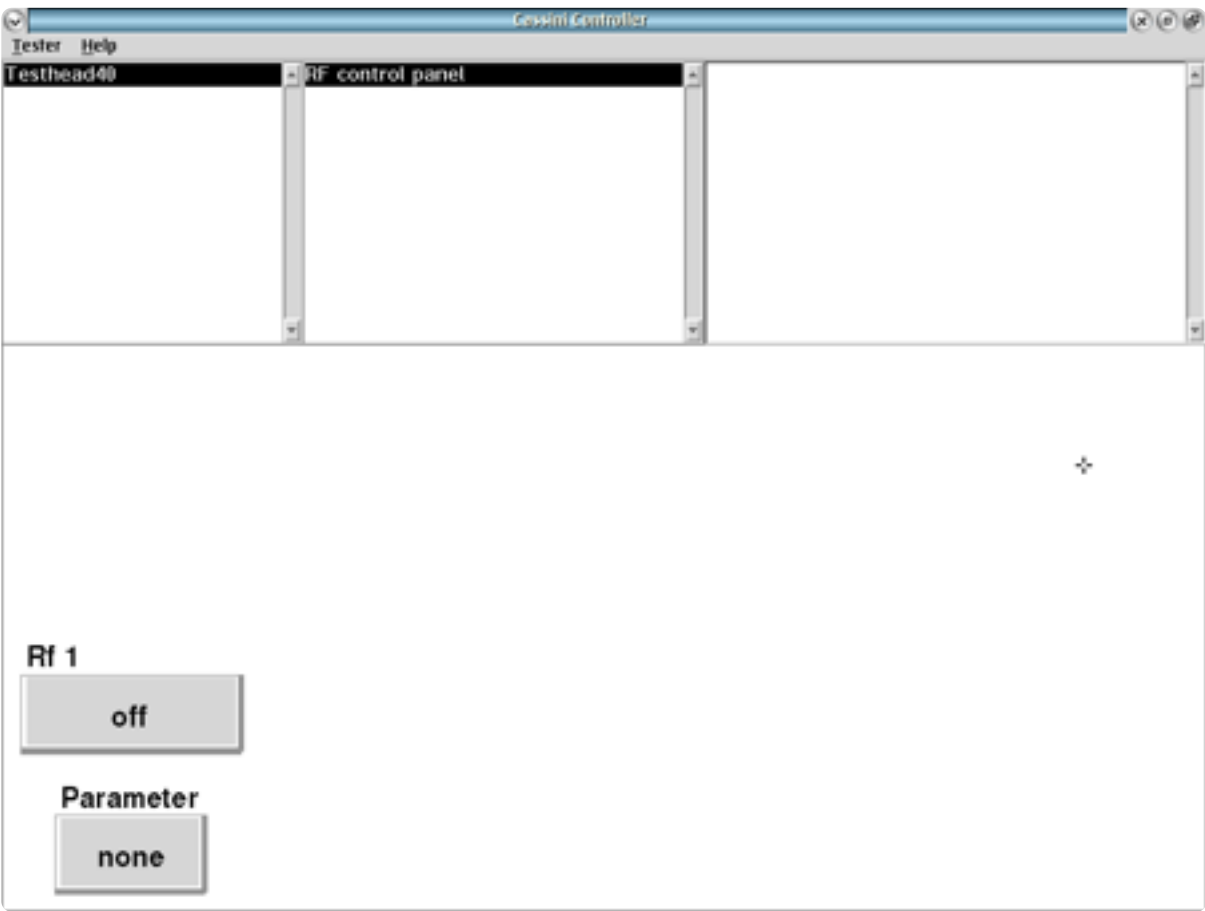 Cassini Controller
Tester Help
Testhead40
RF control panel
Rf 1
off
Parameter
none